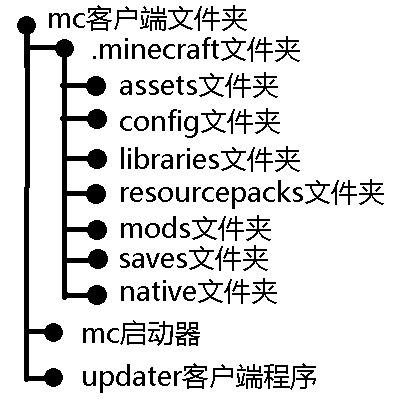 mc客户端文件夹
.minecraft文件夹
assets文件夹
config文件夹
libraries文件夹
resourcepacks文件夹
mods文件夹
saves文件夹
native文件夹
mc启动器
updater客户端程序